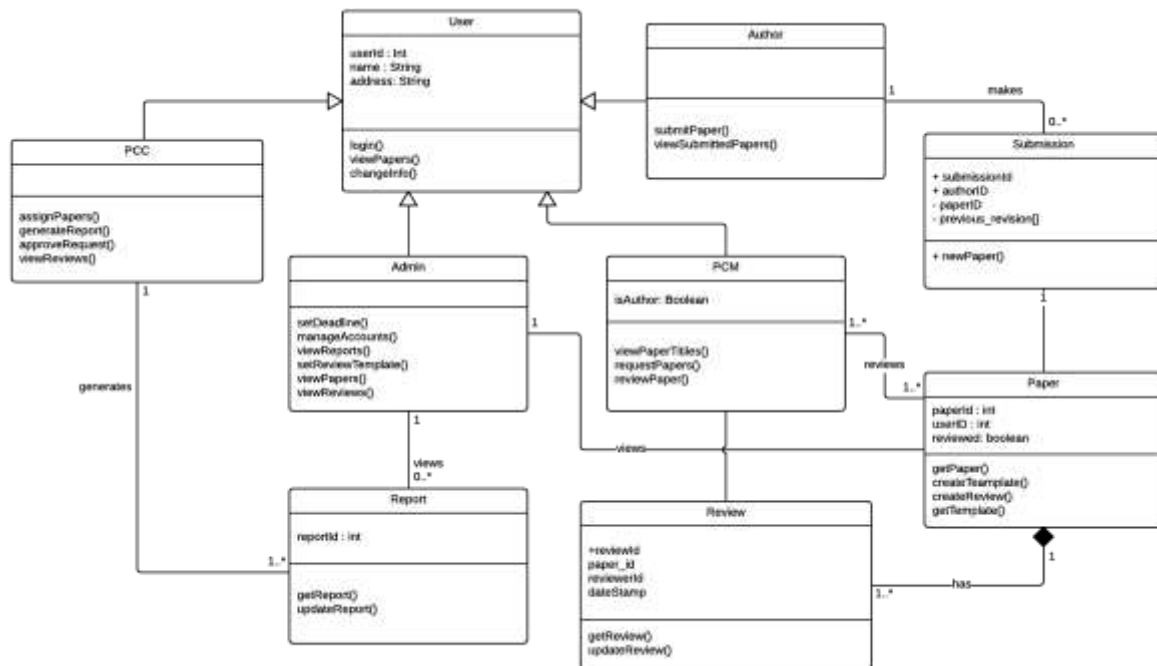 User
userId : Int
name : String
address: String
login()
viewPapers()
changeInfo()
Author
submitPaper()
viewSubmittedPapers()
1
makes
0..*
Submission
+ submissionId
+ authorID
- paperID
- previous_revision[]
+ newPaper()
1
PCC
assignPapers()
generateReport()
approveRequest()
viewReviews()
1
generates
1..*
Admin
setDeadline()
manageAccounts()
viewReports()
setReviewTemplate()
viewPapers()
viewReviews()
1
views
1
views
0..*
PCM
isAuthor: Boolean
viewPaperTitiles()
requestPapers()
reviewPaper()
1..*
reviews
1..*
Paper
paperId : int
userID : int
reviewed: boolean
getPaper()
createTeamplate()
createReview()
getTemplate()
1
has
1..*
Report
reportId : int
getReport()
updateReport()
Review
+reviewId
paper_id
reviewerId
dateStamp
getReview()
updateReview()